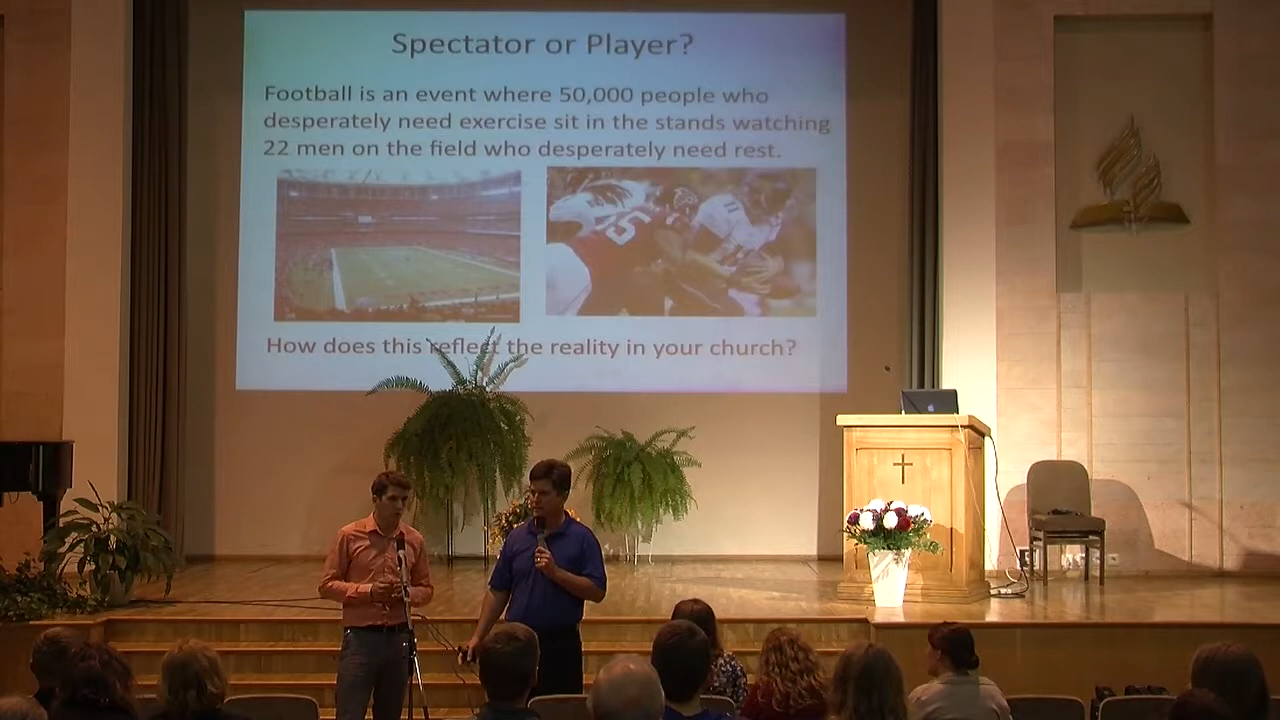 Spectator or Player?
Football is an event where 50,000 people who
desperately need exercise sit in the stands watching
22 men on the field who desperately need rest.
How does this reflect the reality in your church?